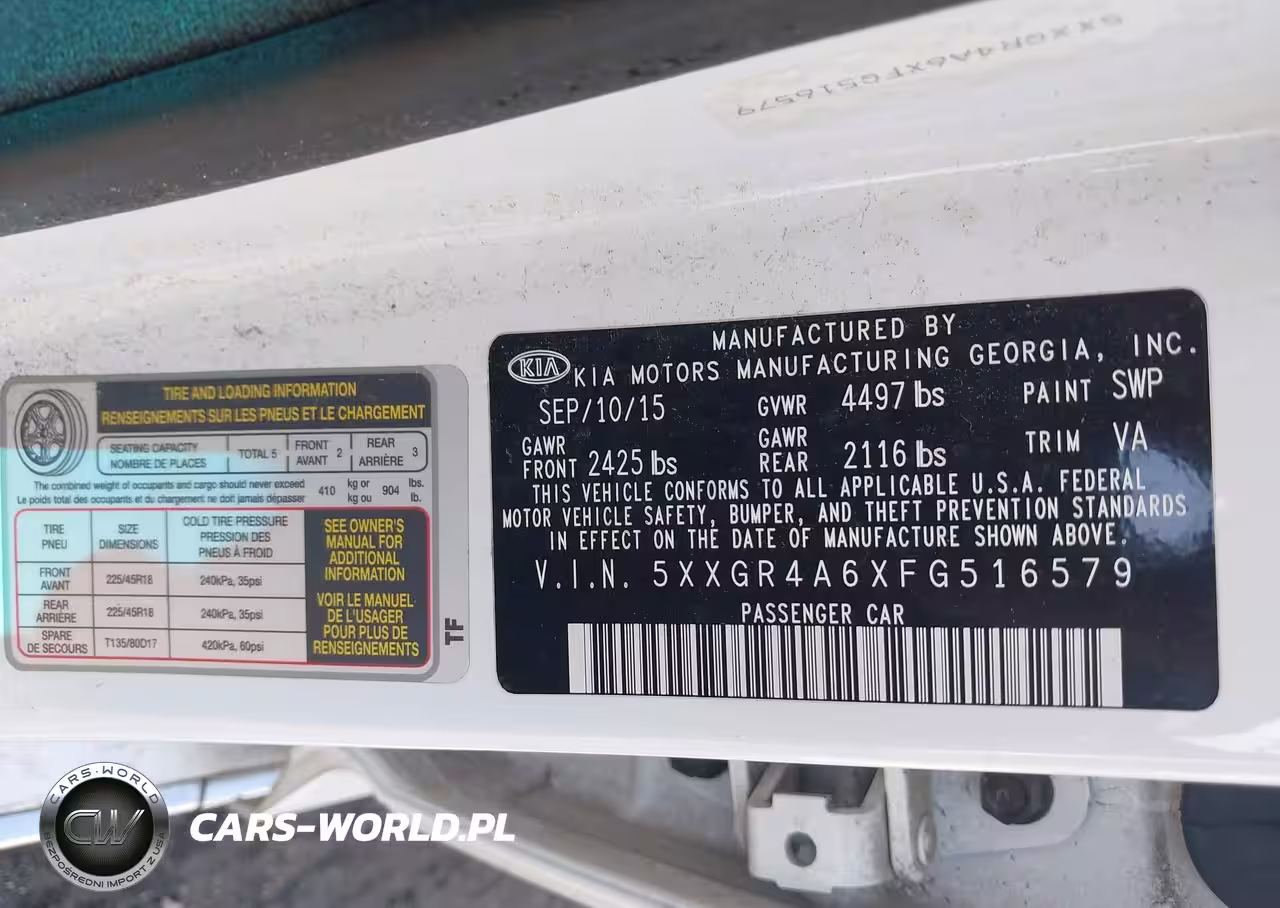 5XXGR4A6XFG516579
TIRE AND LOADING INFORMATION
RENSEIGNEMENTS SUR LES PNEUS ET LE CHARGEMENT
SEATING CAPACITY
NOMBRE DE PLACES
TOTAL 5
FRONT
AVANT 2
REAR
ARRIÈRE 3
The combined weight of occupants and cargo should never exceed 410 kg or 904 lbs.
Le poids total des occupants et du chargement ne doit jamais dépasser kg ou lb.
TIRE
PNEU
SIZE
DIMENSIONS
COLD TIRE PRESSURE
PRESSION DES
PNEUS À FROID
FRONT
AVANT
225/45R18
240kPa, 35psi
REAR
ARRIÈRE
225/45R18
240kPa, 35psi
SPARE
DE SECOURS
T135/80D17
420kPa, 60psi
SEE OWNER'S
MANUAL FOR
ADDITIONAL
INFORMATION
VOIR LE MANUEL
DE L'USAGER
POUR PLUS DE
RENSEIGNEMENTS
TF
MANUFACTURED BY
KIA KIA MOTORS MANUFACTURING GEORGIA, INC.
SEP/10/15 GVWR 4497 lbs PAINT SWP
GAWR
FRONT 2425 lbs
GAWR
REAR 2116 lbs
TRIM VA
THIS VEHICLE CONFORMS TO ALL APPLICABLE U.S.A. FEDERAL
MOTOR VEHICLE SAFETY, BUMPER, AND THEFT PREVENTION STANDARDS
IN EFFECT ON THE DATE OF MANUFACTURE SHOWN ABOVE.
V.I.N. 5XXGR4A6XFG516579
PASSENGER CAR
CARS-WORLD
CW
BEZPOŚREDNI IMPORT Z USA
CARS-WORLD.PL